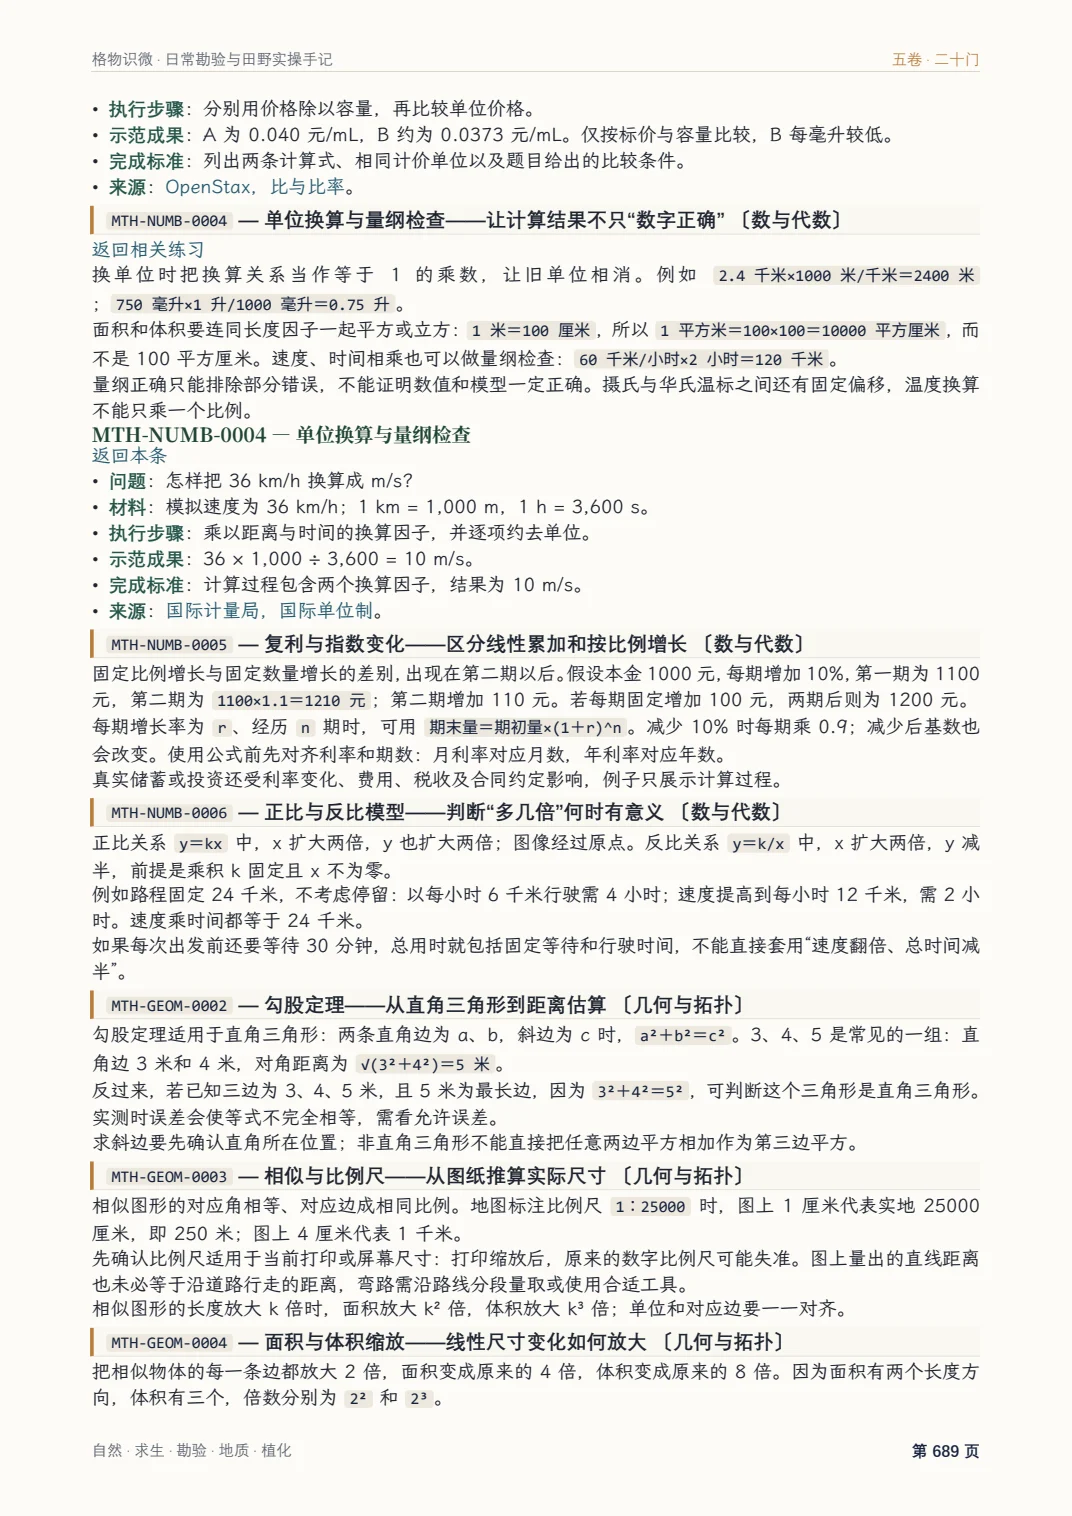 格物识微 · 日常勘验与田野实操手记
五卷 · 二十门
• 执行步骤：分别用价格除以容量，再比较单位价格。
• 示范成果：A 为 0.040 元/mL，B 约为 0.0373 元/mL。仅按标价与容量比较，B 每毫升较低。
• 完成标准：列出两条计算式、相同计价单位以及题目给出的比较条件。
• 来源：OpenStax，比与比率。
MTH-NUMB-0004 — 单位换算与量纲检查——让计算结果不只“数字正确”〔数与代数〕
返回相关练习
换单位时把换算关系当作等于 1 的乘数，让旧单位相消。例如 2.4 千米×1000 米/千米＝2400 米
；750 毫升×1 升/1000 毫升＝0.75 升。
面积和体积要连同长度因子一起平方或立方：1 米＝100 厘米，所以 1 平方米＝100×100＝10000 平方厘米，而
不是 100 平方厘米。速度、时间相乘也可以做量纲检查：60 千米/小时×2 小时＝120 千米。
量纲正确只能排除部分错误，不能证明数值和模型一定正确。摄氏与华氏温标之间还有固定偏移，温度换算
不能只乘一个比例。
MTH-NUMB-0004 — 单位换算与量纲检查
返回本条
• 问题：怎样把 36 km/h 换算成 m/s？
• 材料：模拟速度为 36 km/h；1 km = 1,000 m，1 h = 3,600 s。
• 执行步骤：乘以距离与时间的换算因子，并逐项约去单位。
• 示范成果：36 × 1,000 ÷ 3,600 = 10 m/s。
• 完成标准：计算过程包含两个换算因子，结果为 10 m/s。
• 来源：国际计量局，国际单位制。
MTH-NUMB-0005 — 复利与指数变化——区分线性累加和按比例增长〔数与代数〕
固定比例增长与固定数量增长的差别，出现在第二期以后。假设本金 1000 元，每期增加 10%，第一期为 1100
元，第二期为 1100×1.1＝1210 元；第二期增加 110 元。若每期固定增加 100 元，两期后则为 1200 元。
每期增长率为 r、经历 n 期时，可用 期末量＝期初量×(1＋r)^n。减少 10% 时每期乘 0.9；减少后基数也
会改变。使用公式前先对齐利率和期数：月利率对应月数，年利率对应年数。
真实储蓄或投资还受利率变化、费用、税收及合同约定影响，例子只展示计算过程。
MTH-NUMB-0006 — 正比与反比模型——判断“多几倍”何时有意义〔数与代数〕
正比关系 y＝kx 中，x 扩大两倍，y 也扩大两倍；图像经过原点。反比关系 y＝k/x 中，x 扩大两倍，y 减
半，前提是乘积 k 固定且 x 不为零。
例如路程固定 24 千米，不考虑停留：以每小时 6 千米行驶需 4 小时；速度提高到每小时 12 千米，需 2 小
时。速度乘时间都等于 24 千米。
如果每次出发前还要等待 30 分钟，总用时就包括固定等待和行驶时间，不能直接套用“速度翻倍、总时间减
半”。
MTH-GEOM-0002 — 勾股定理——从直角三角形到距离估算〔几何与拓扑〕
勾股定理适用于直角三角形：两条直角边为 a、b，斜边为 c 时，a²＋b²＝c²。3、4、5 是常见的一组：直
角边 3 米和 4 米，对角距离为 √(3²＋4²)＝5 米。
反过来，若已知三边为 3、4、5 米，且 5 米为最长边，因为 3²＋4²＝5²，可判断这个三角形是直角三角形。
实测时误差会使等式不完全相等，需看允许误差。
求斜边要先确认直角所在位置；非直角三角形不能直接把任意两边平方相加作为第三边平方。
MTH-GEOM-0003 — 相似与比例尺——从图纸推算实际尺寸〔几何与拓扑〕
相似图形的对应角相等、对应边成相同比例。地图标注比例尺 1：25000 时，图上 1 厘米代表实地 25000
厘米，即 250 米；图上 4 厘米代表 1 千米。
先确认比例尺适用于当前打印或屏幕尺寸：打印缩放后，原来的数字比例尺可能失准。图上量出的直线距离
也未必等于沿道路行走的距离，弯路需沿路线分段量取或使用合适工具。
相似图形的长度放大 k 倍时，面积放大 k² 倍，体积放大 k³ 倍；单位和对应边要一一对齐。
MTH-GEOM-0004 — 面积与体积缩放——线性尺寸变化如何放大〔几何与拓扑〕
把相似物体的每一条边都放大 2 倍，面积变成原来的 4 倍，体积变成原来的 8 倍。因为面积有两个长度方
向，体积有三个，倍数分别为 2² 和 2³。
自然 · 求生 · 勘验 · 地质 · 植化
第 689 页